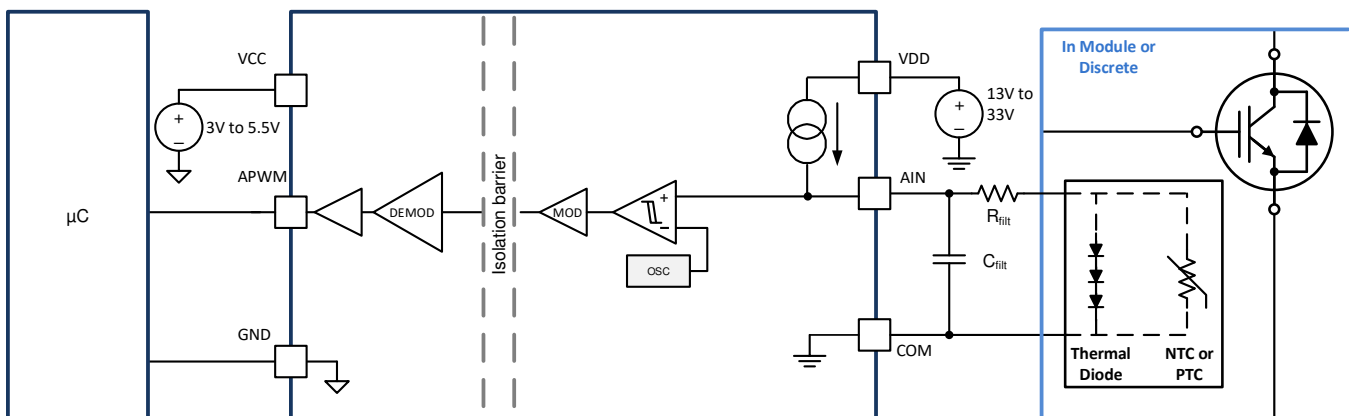 In Module or
Discrete
VCC
VDD
13V to
33V
+
−
+
−
3V to 5.5V
Isolation barrier
APWM
AIN
µC
DEMOD
MOD
+
−
Rfilt
OSC
Cfilt
GND
COM
Thermal
Diode
NTC or
PTC